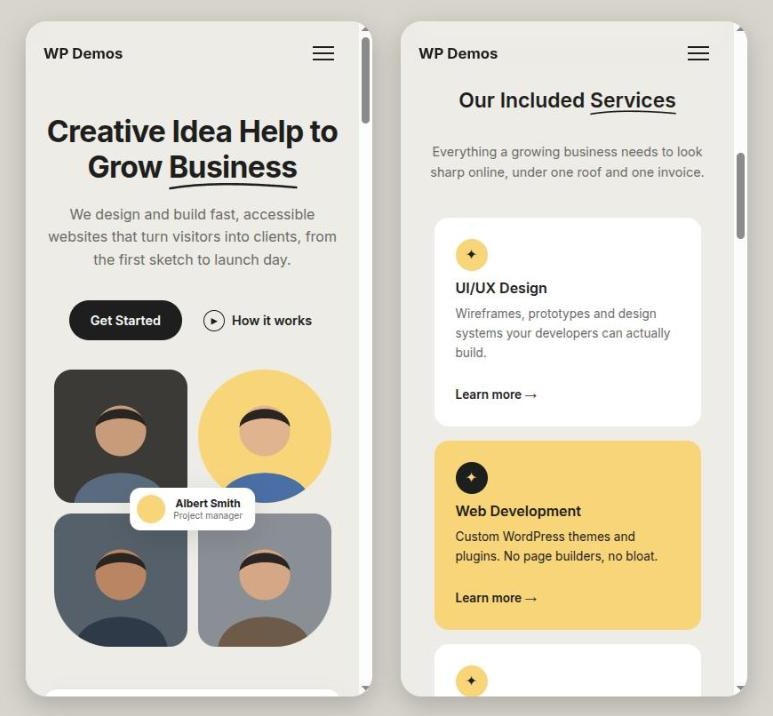 WP Demos
Creative Idea Help to
Grow Business
We design and build fast, accessible
websites that turn visitors into clients, from
the first sketch to launch day.
Get Started
How it works
Albert Smith
Project manager
WP Demos
Our Included Services
Everything a growing business needs to look
sharp online, under one roof and one invoice.
UI/UX Design
Wireframes, prototypes and design
systems your developers can actually
build.
Learn more →
Web Development
Custom WordPress themes and
plugins. No page builders, no bloat.
Learn more →